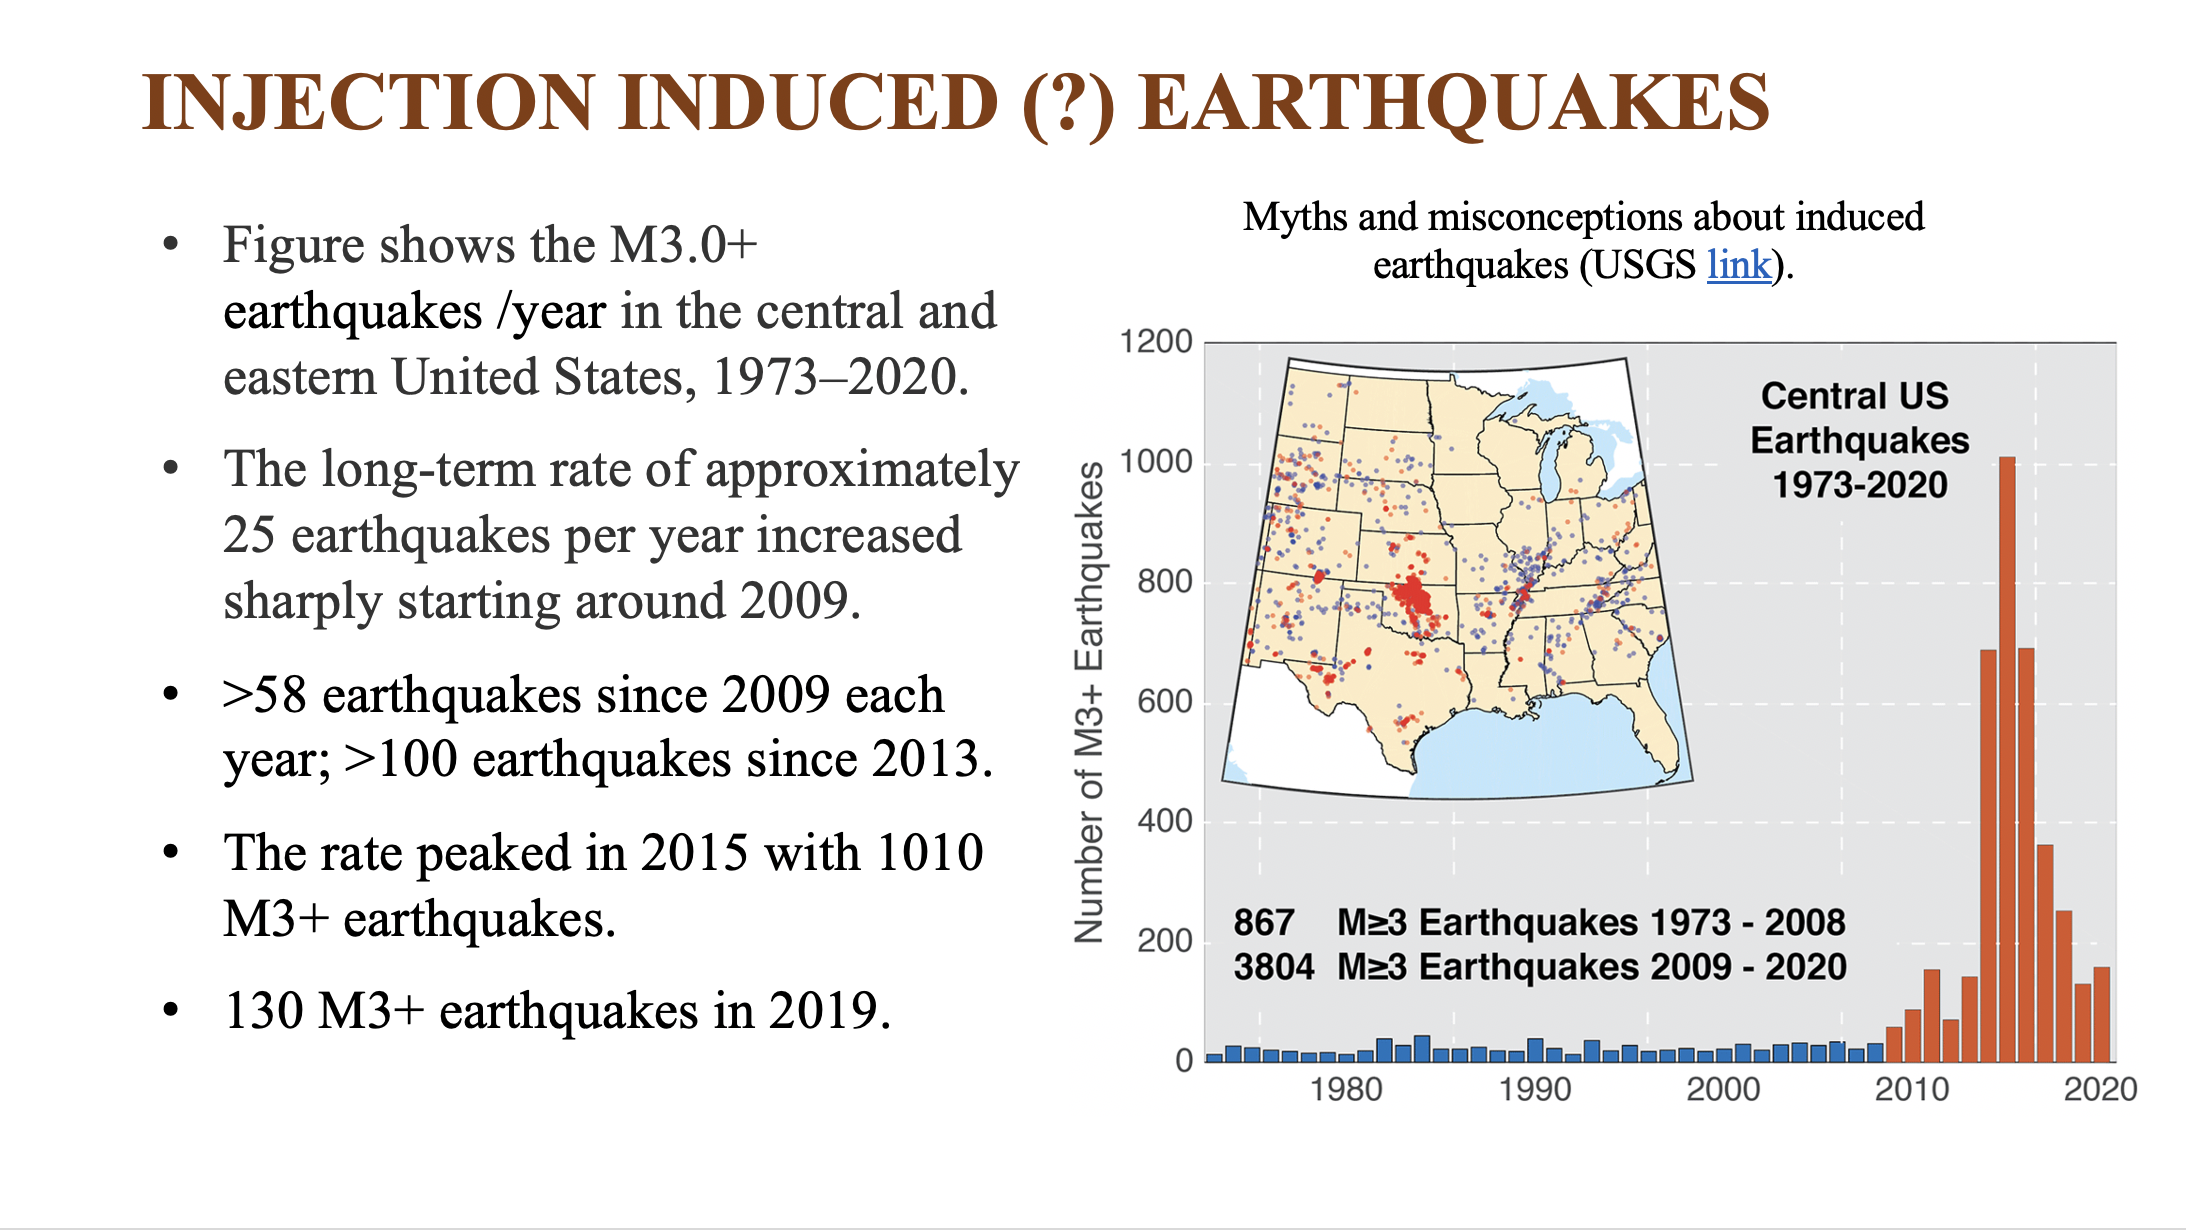 INJECTION INDUCED (?) EARTHQUAKES
• Figure shows the M3.0+
earthquakes /year in the central and
eastern United States, 1973–2020.
• The long-term rate of approximately
25 earthquakes per year increased
sharply starting around 2009.
• >58 earthquakes since 2009 each
year; >100 earthquakes since 2013.
• The rate peaked in 2015 with 1010
M3+ earthquakes.
• 130 M3+ earthquakes in 2019.
Myths and misconceptions about induced
earthquakes (USGS link).
Number of M3+ Earthquakes
1200
1000
800
600
400
200
0
Central US
Earthquakes
1973-2020
867 M≥3 Earthquakes 1973 - 2008
3804 M≥3 Earthquakes 2009 - 2020
1980 1990 2000 2010 2020